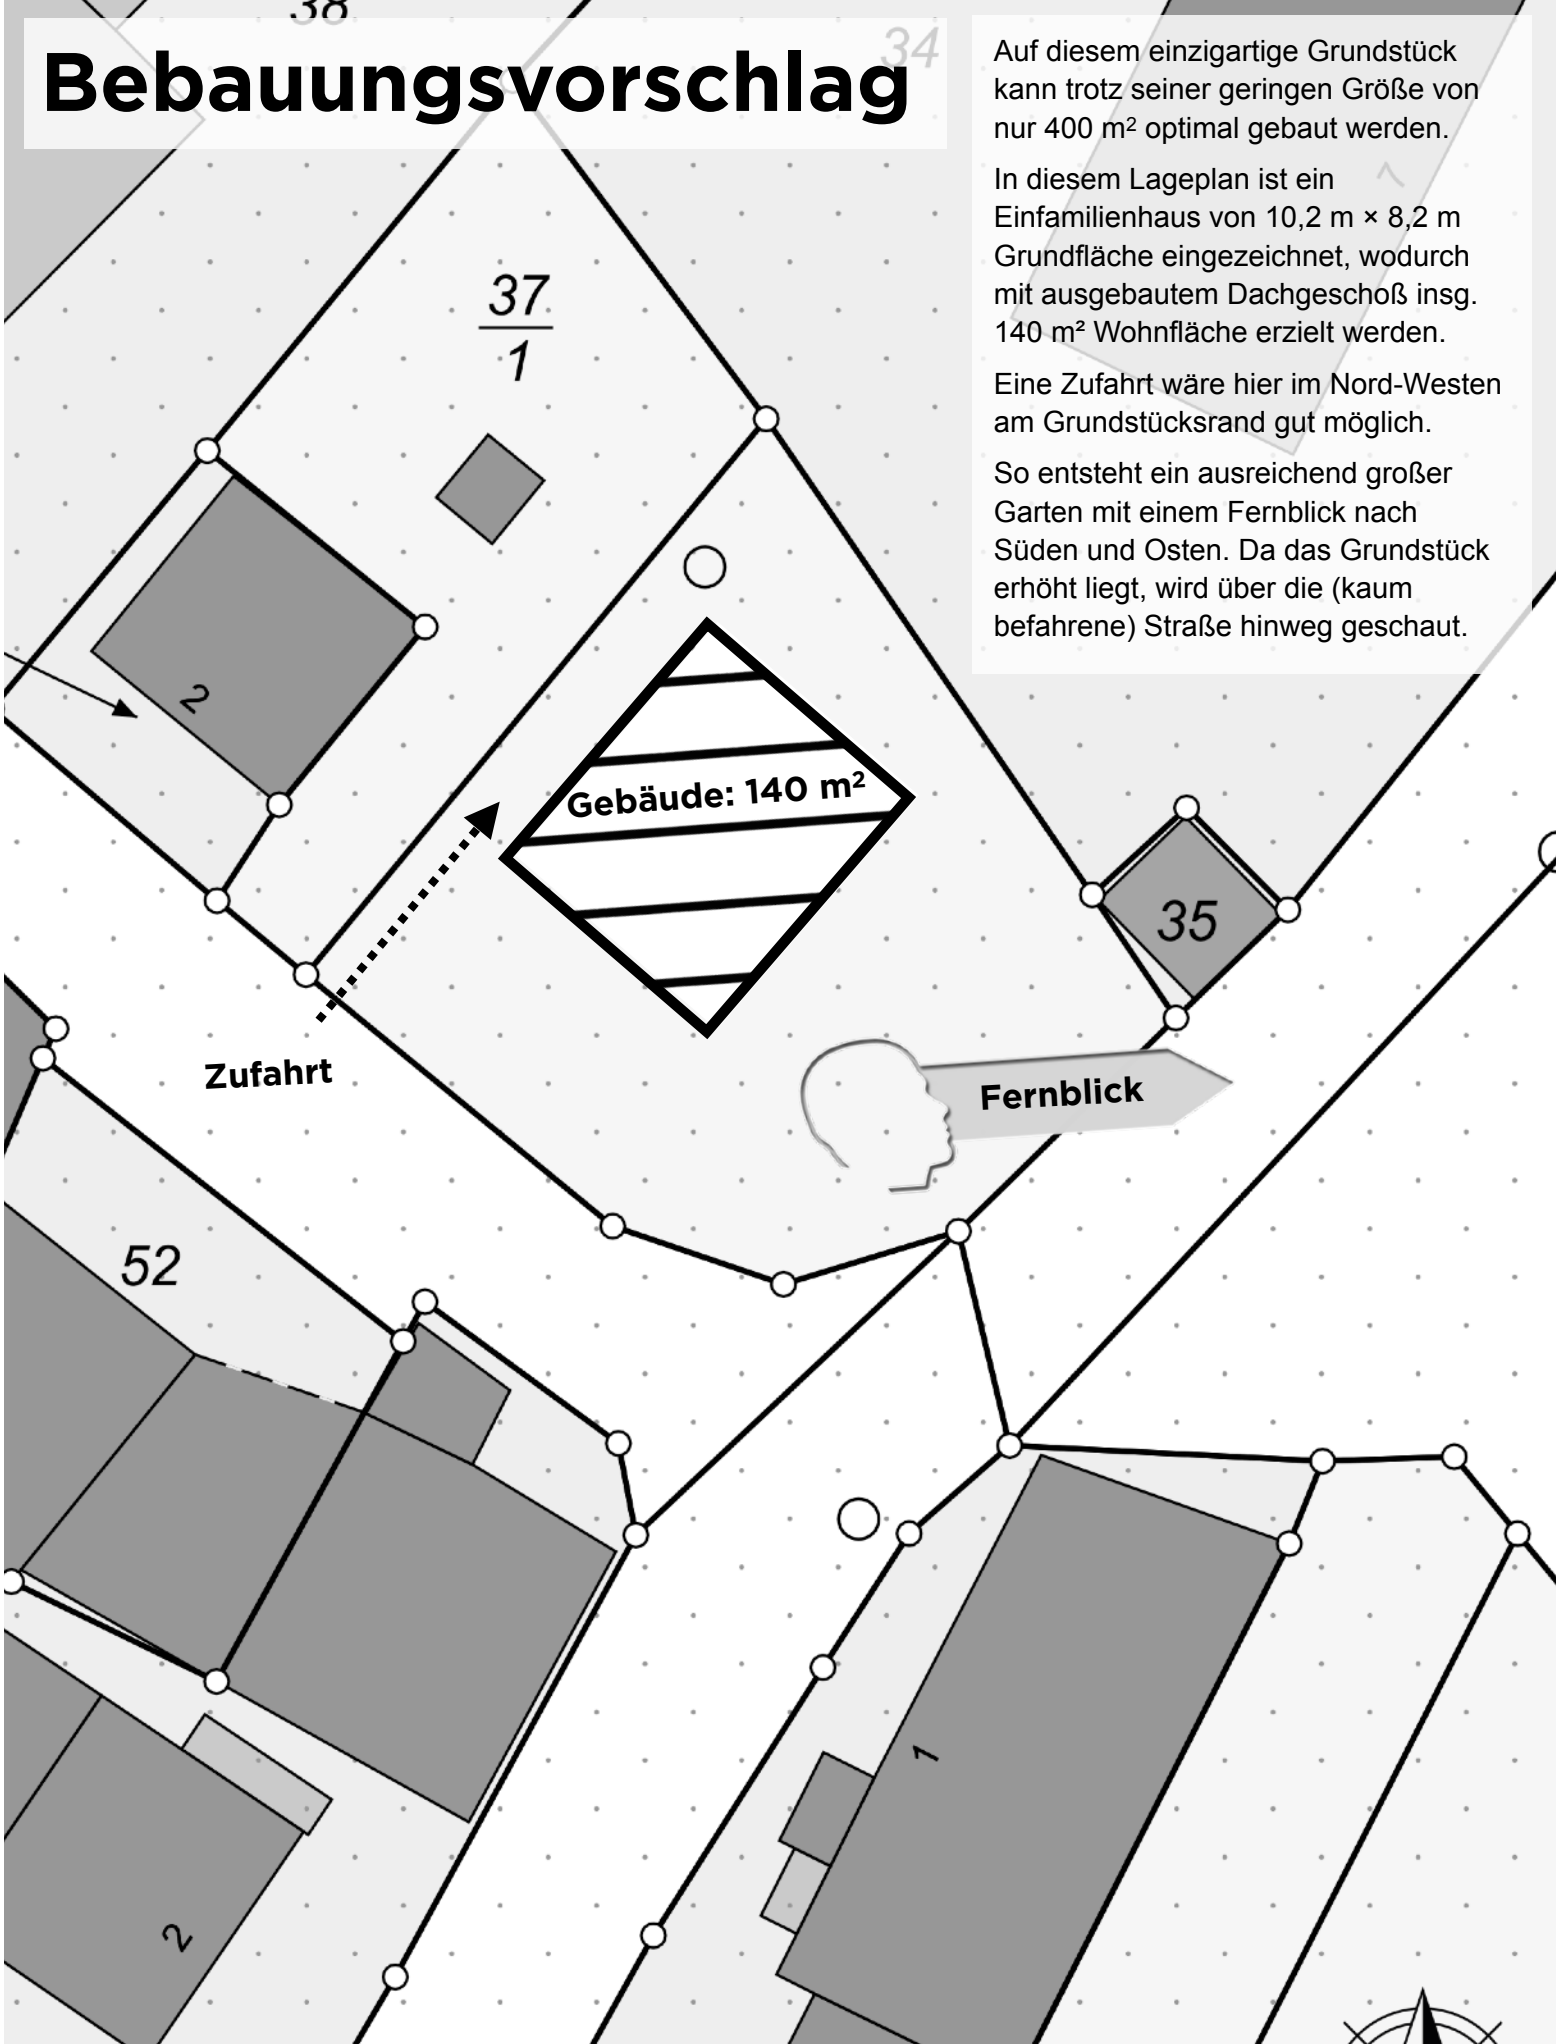 38
34
Bebauungsvorschlag
Auf diesem einzigartige Grundstück
kann trotz seiner geringen Größe von
nur 400 m² optimal gebaut werden.
In diesem Lageplan ist ein
Einfamilienhaus von 10,2 m × 8,2 m
Grundfläche eingezeichnet, wodurch
mit ausgebautem Dachgeschoß insg.
140 m² Wohnfläche erzielt werden.
Eine Zufahrt wäre hier im Nord-Westen
am Grundstücksrand gut möglich.
So entsteht ein ausreichend großer
Garten mit einem Fernblick nach
Süden und Osten. Da das Grundstück
erhöht liegt, wird über die (kaum
befahrene) Straße hinweg geschaut.
7
37
1
2
Gebäude: 140 m²
35
Zufahrt
Fernblick
52
1
2